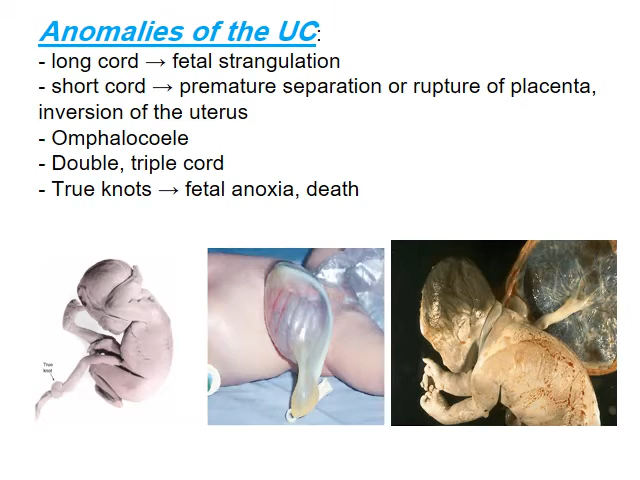 Anomalies of the UC:
- long cord → fetal strangulation
- short cord → premature separation or rupture of placenta,
inversion of the uterus
- Omphalocoele
- Double, triple cord
- True knots → fetal anoxia, death
True
knot